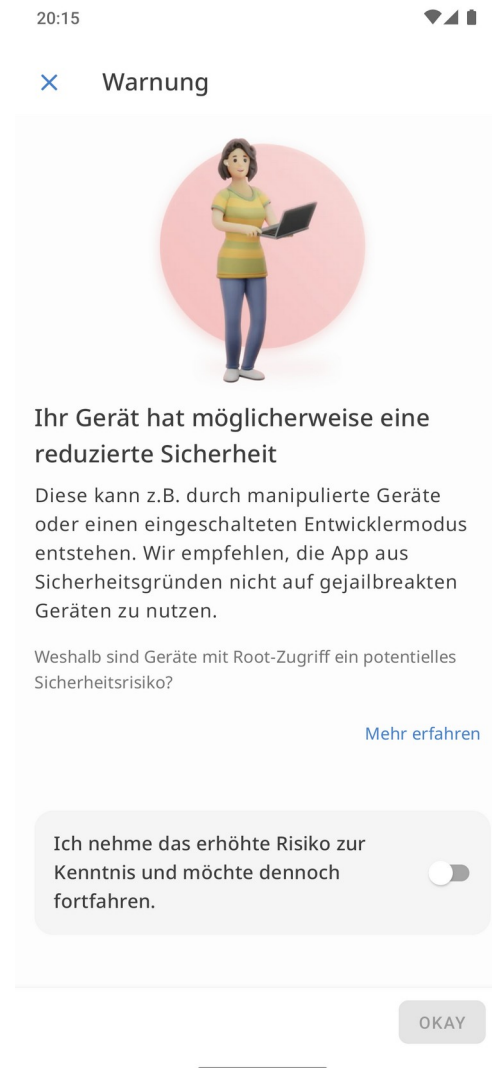 20:15
Warnung
Ihr Gerät hat möglicherweise eine
reduzierte Sicherheit
Diese kann z.B. durch manipulierte Geräte
oder einen eingeschalteten Entwicklermodus
entstehen. Wir empfehlen, die App aus
Sicherheitsgründen nicht auf gejailbreakten
Geräten zu nutzen.
Weshalb sind Geräte mit Root-Zugriff ein potentielles
Sicherheitsrisiko?
Mehr erfahren
Ich nehme das erhöhte Risiko zur
Kenntnis und möchte dennoch
fortfahren.
OKAY